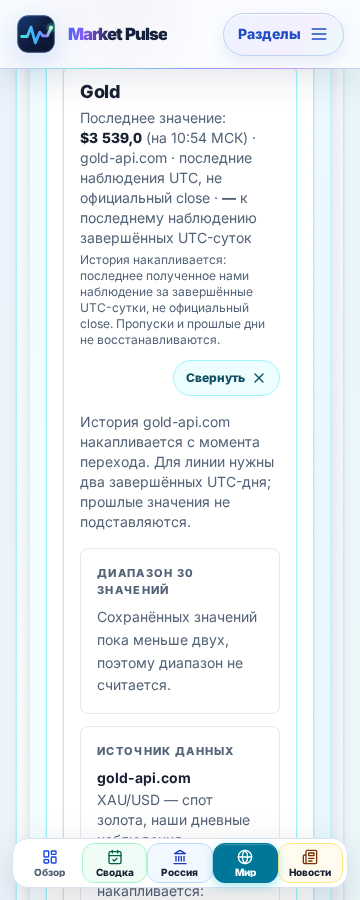 Market Pulse
Разделы
Gold
Последнее значение:
$3 539,0 (на 10:54 МСК) ·
gold-api.com · последние
наблюдения UTC, не
официальный close · — к
последнему наблюдению
завершённых UTC-суток
История накапливается:
последнее полученное нами
наблюдение за завершённые
UTC-сутки, не официальный
close. Пропуски и прошлые дни
не восстанавливаются.
Свернуть
История gold-api.com
накапливается с момента
перехода. Для линии нужны
два завершённых UTC-дня;
прошлые значения не
подставляются.
ДИАПАЗОН 30
ЗНАЧЕНИЙ
Сохранённых значений
пока меньше двух,
поэтому диапазон не
считается.
ИСТОЧНИК ДАННЫХ
gold-api.com
XAU/USD — спот
золота, наши дневные
Обзор
Сводка
Россия
Мир
Новости
накапливается: